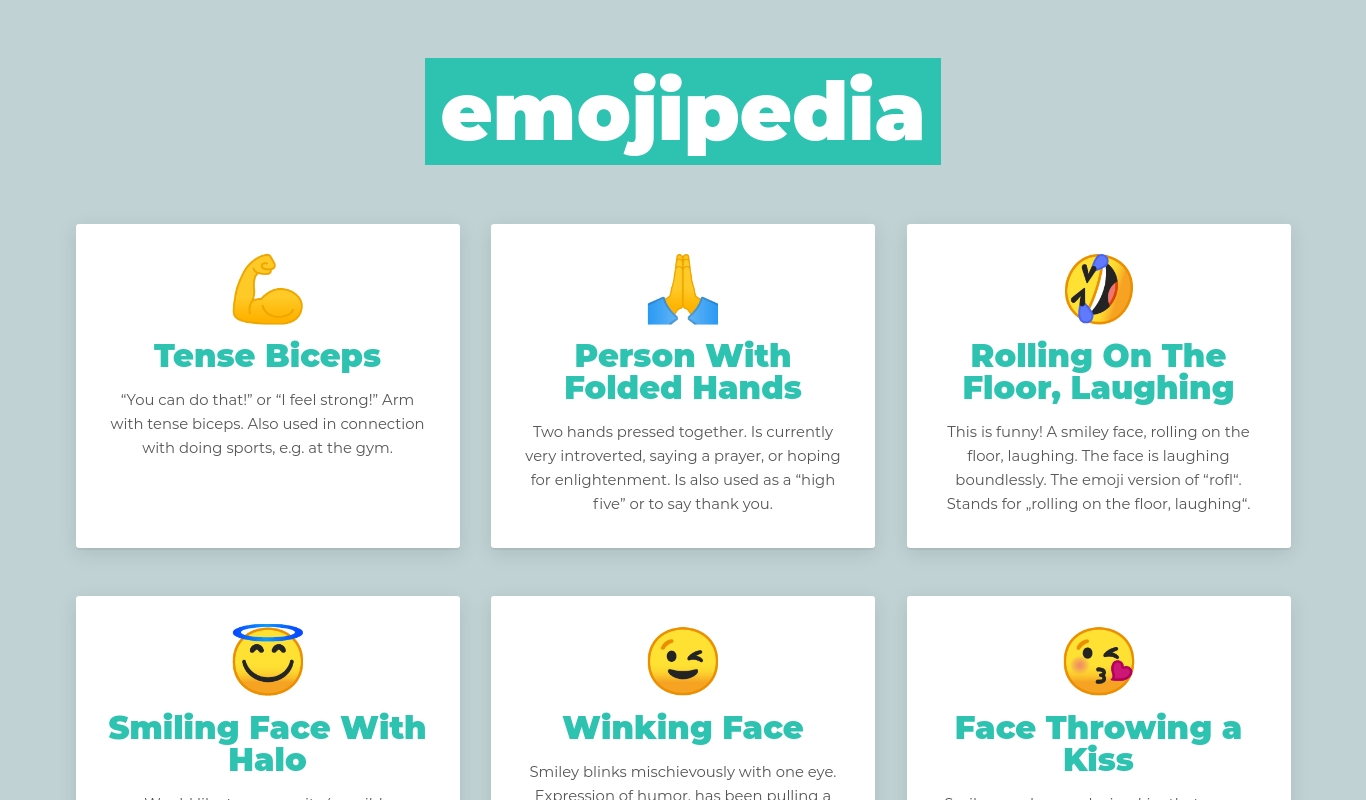 emojipedia
Tense Biceps
“You can do that!” or “I feel strong!” Arm
with tense biceps. Also used in connection
with doing sports, e.g. at the gym.
Person With
Folded Hands
Two hands pressed together. Is currently
very introverted, saying a prayer, or hoping
for enlightenment. Is also used as a “high
five” or to say thank you.
Rolling On The
Floor, Laughing
This is funny! A smiley face, rolling on the
floor, laughing. The face is laughing
boundlessly. The emoji version of “rofl“.
Stands for „rolling on the floor, laughing“.
Smiling Face With
Halo
Winking Face
Smiley blinks mischievously with one eye.
Expression of humor, has been pulling a
Face Throwing a
Kiss